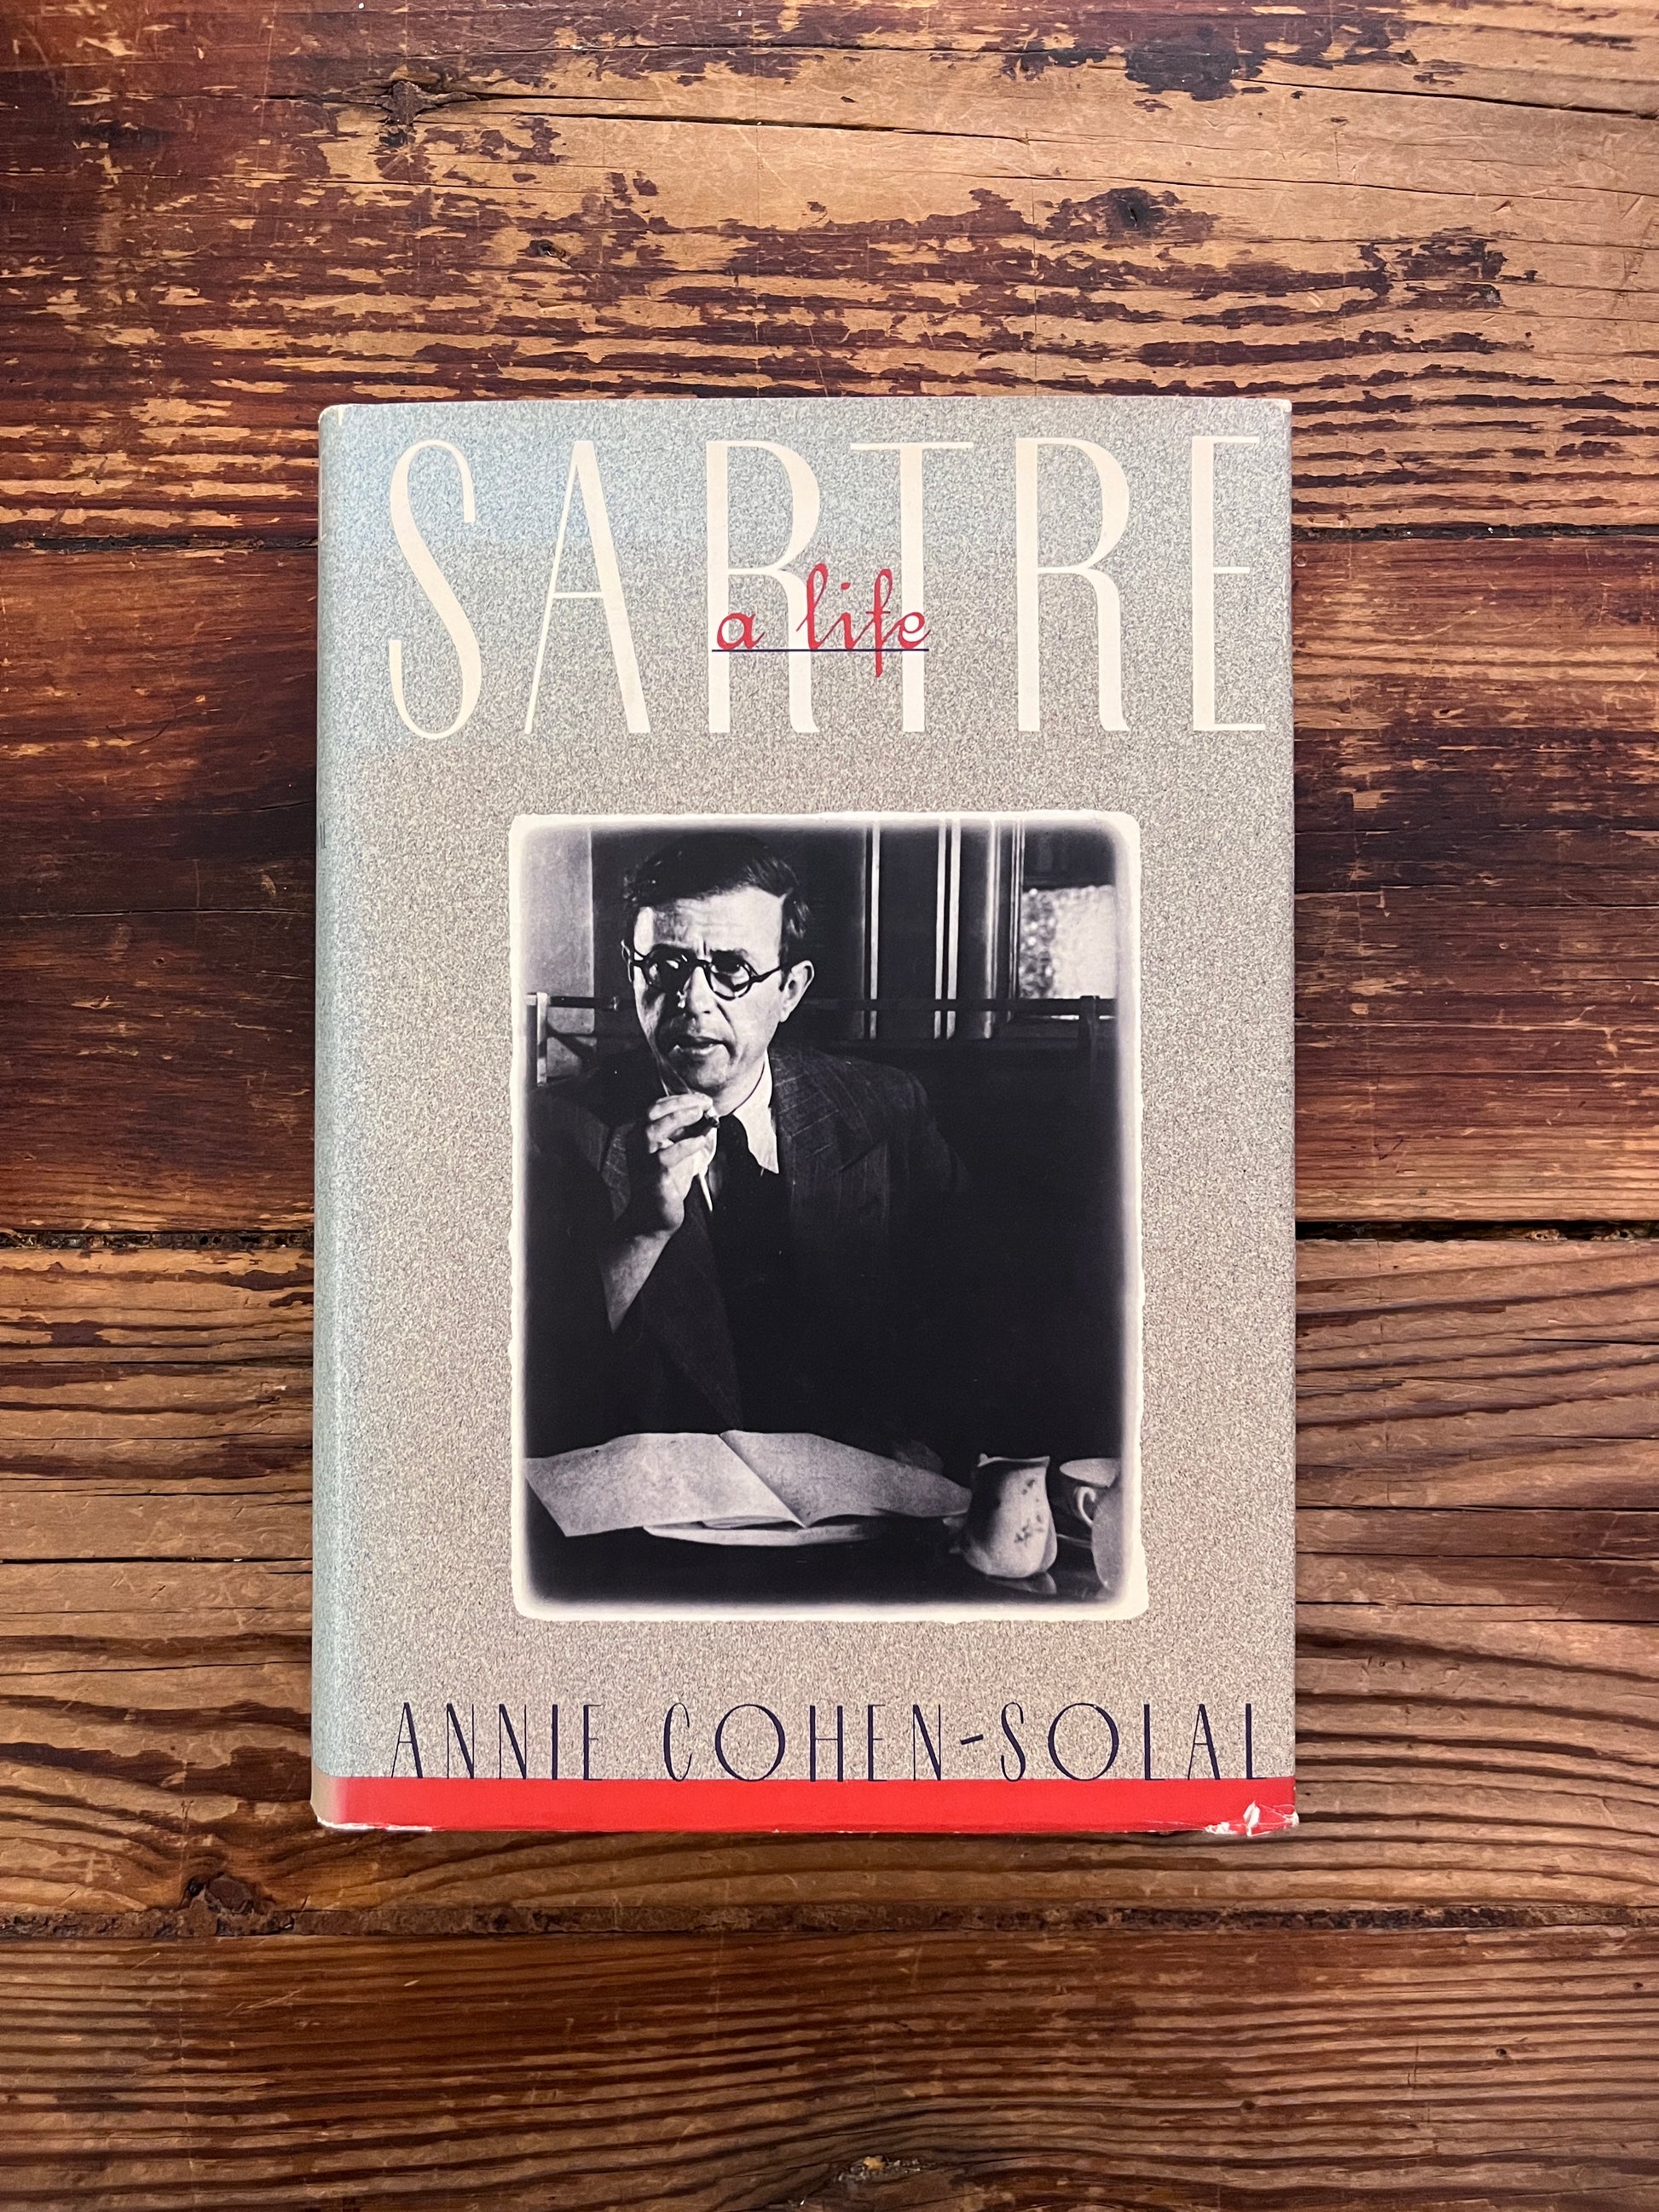 SARTRE
a life
ANNIE COHEN-SOLAL